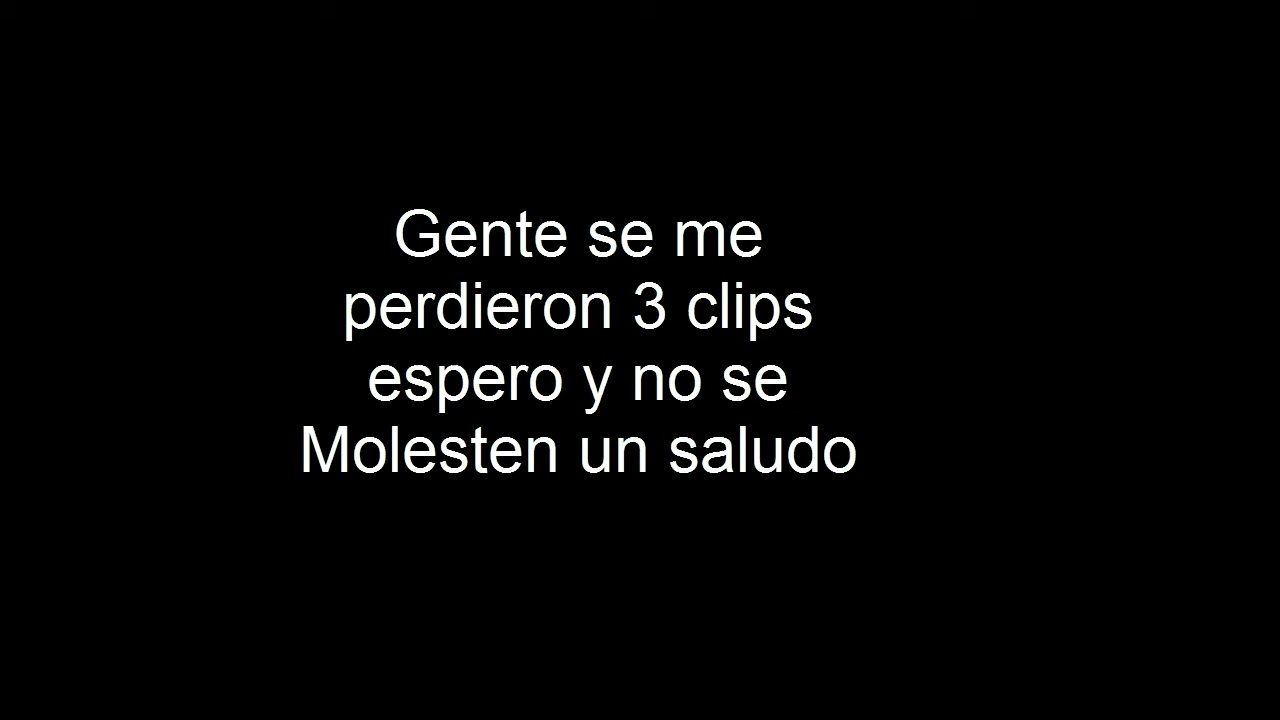 Gente se me
perdieron 3 clips
espero y no se
Molesten un saludo